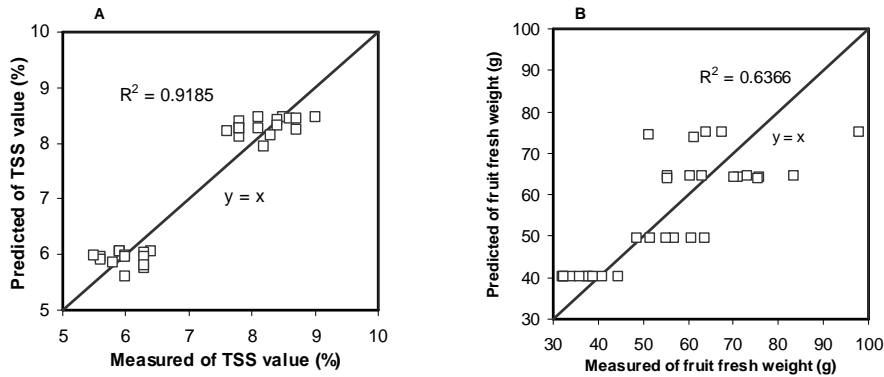 A
Predicted of TSS value (%)
10
9
8
7
6
5
R² = 0.9185
y = x
5 6 7 8 9 10
Measured of TSS value (%)
B
Predicted of fruit fresh weight (g)
100
90
80
70
60
50
40
30
R² = 0.6366
y = x
30 40 50 60 70 80 90 100
Measured of fruit fresh weight (g)